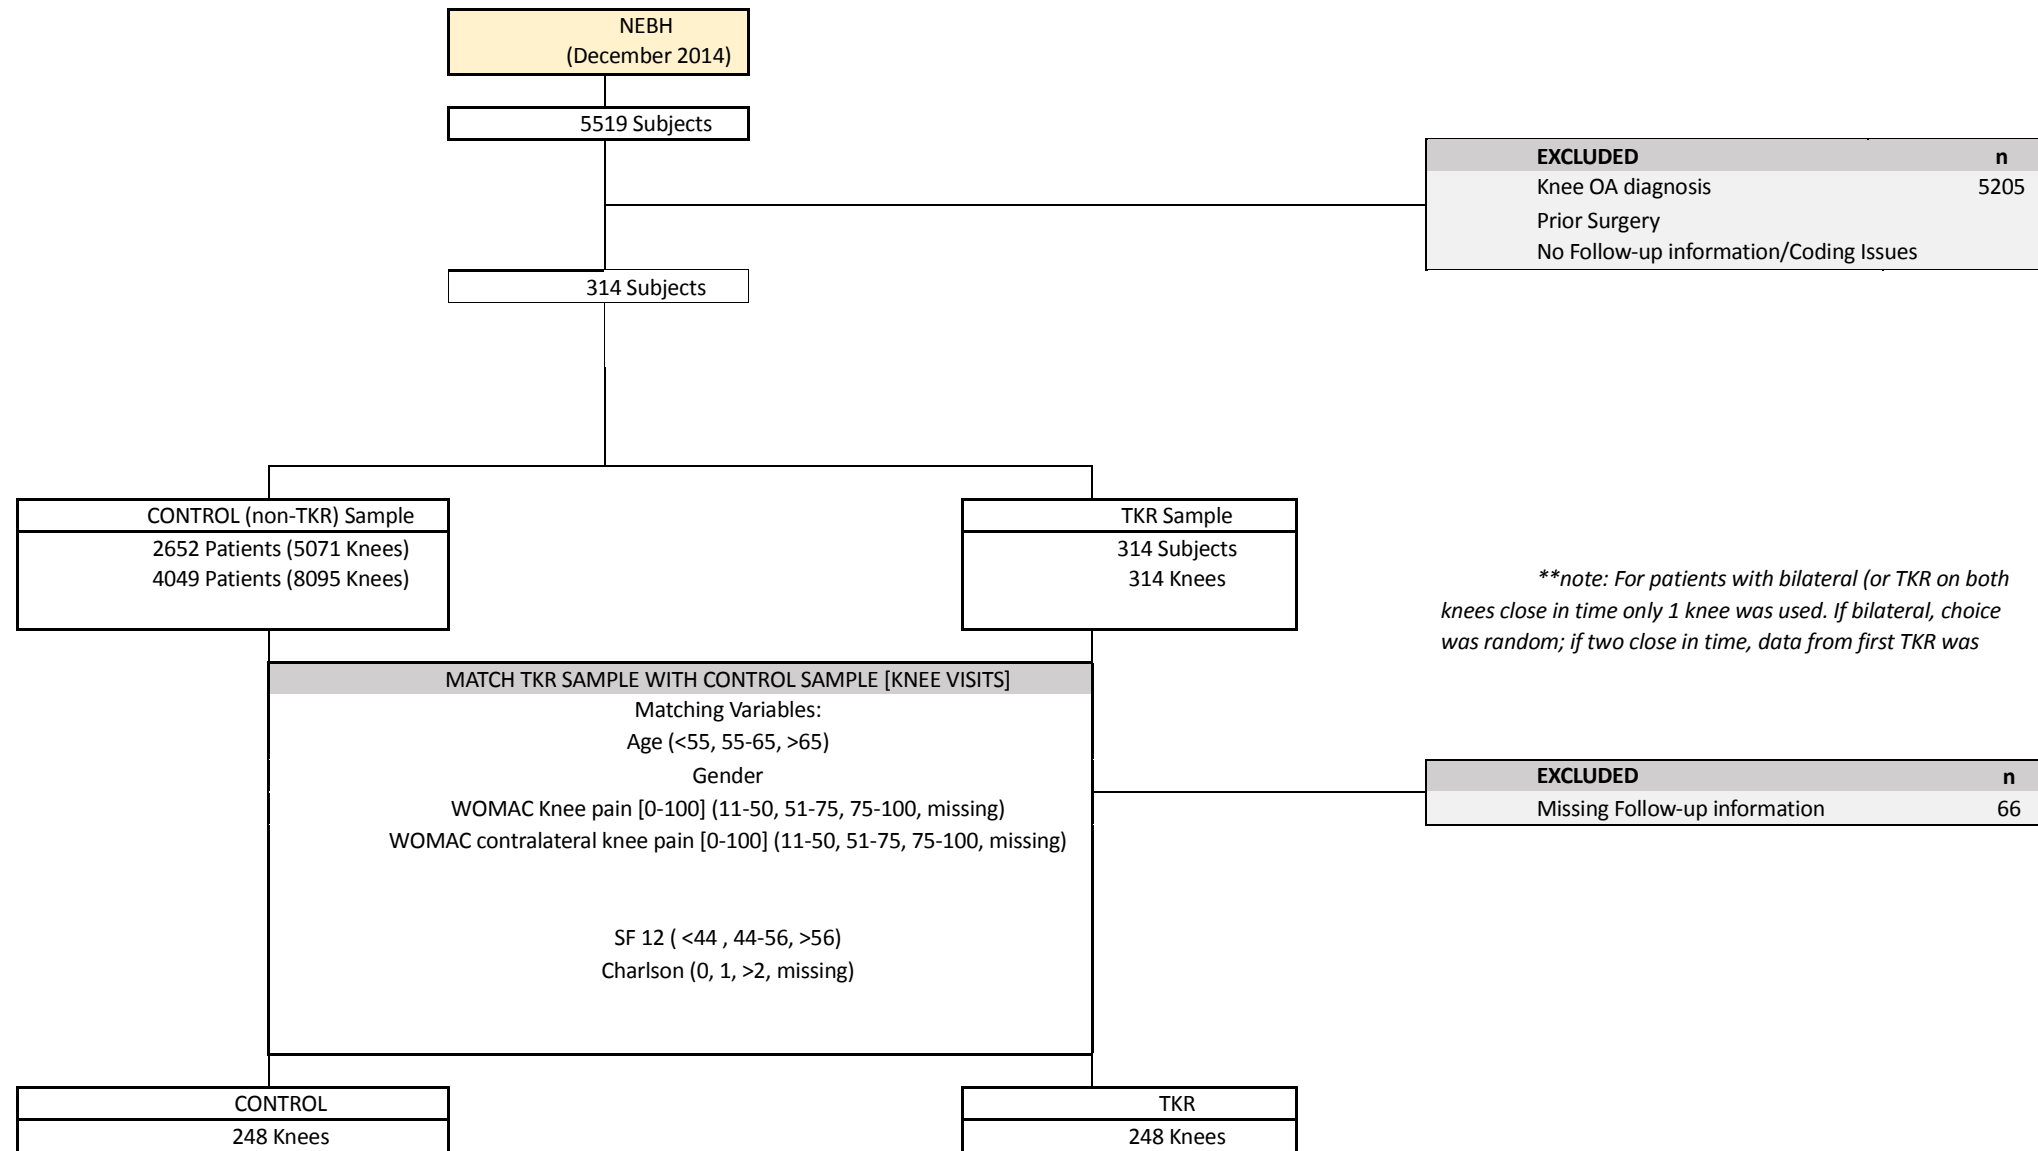 NEBH
(December 2014)
5519 Subjects
EXCLUDED n
Knee OA diagnosis 5205
Prior Surgery
No Follow-up information/Coding Issues
314 Subjects
CONTROL (non-TKR) Sample
2652 Patients (5071 Knees)
4049 Patients (8095 Knees)
TKR Sample
314 Subjects
314 Knees
**note: For patients with bilateral (or TKR on both
knees close in time only 1 knee was used. If bilateral, choice
was random; if two close in time, data from first TKR was
MATCH TKR SAMPLE WITH CONTROL SAMPLE [KNEE VISITS]
Matching Variables:
Age (<55, 55-65, >65)
Gender
WOMAC Knee pain [0-100] (11-50, 51-75, 75-100, missing)
WOMAC contralateral knee pain [0-100] (11-50, 51-75, 75-100, missing)
SF 12 ( <44 , 44-56, >56)
Charlson (0, 1, >2, missing)
EXCLUDED n
Missing Follow-up information 66
CONTROL
248 Knees
TKR
248 Knees